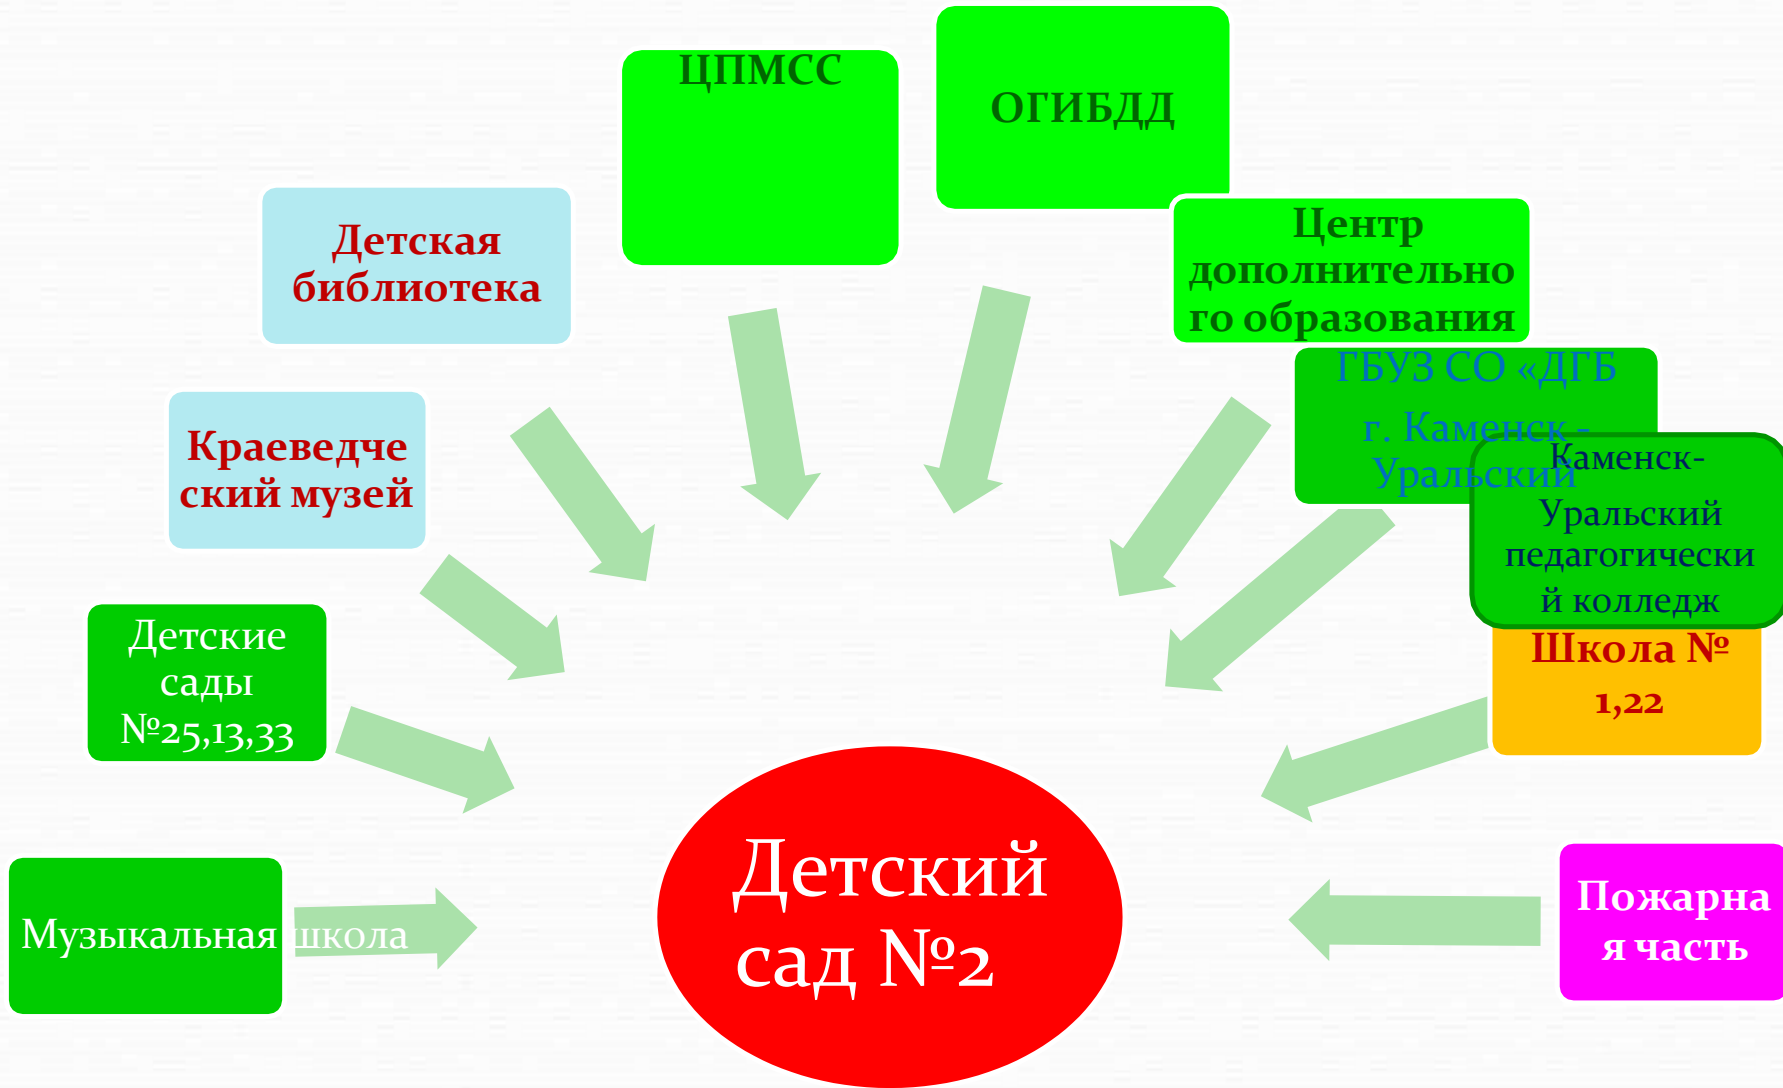 ЦПМСС
ОГИБДД
Детская
библиотека
Центр
дополнительно
го образования
ГБУЗ СО «ДГБ
г. Каменск -
Уральский
Краеведче
ский музей
Каменск-
Уральский
педагогически
й колледж
Детские
сады
№25,13,33
Школа №
1,22
Музыкальная школа
Детский
сад №2
Пожарна
я часть